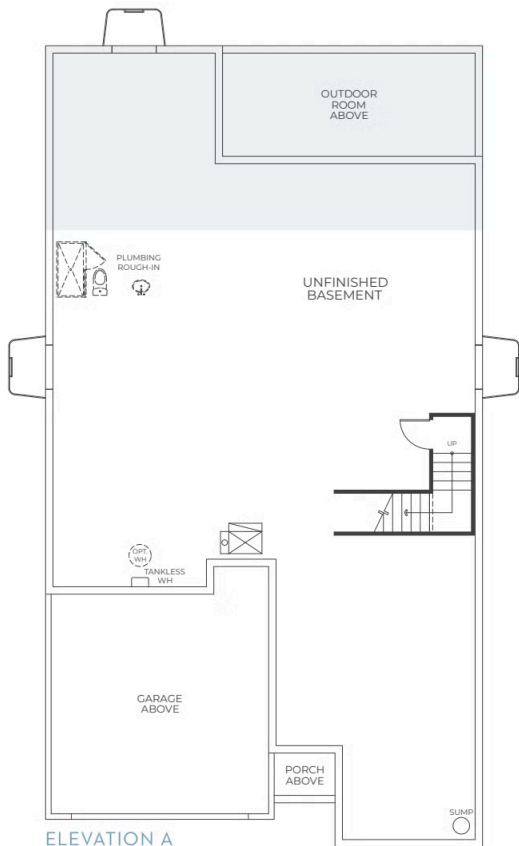 OUTDOOR
ROOM
ABOVE
PLUMBING
ROUGH-IN
UNFINISHED
BASEMENT
UP
OPT.
WH
TANKLESS
WH
GARAGE
ABOVE
PORCH
ABOVE
SUMP
ELEVATION A